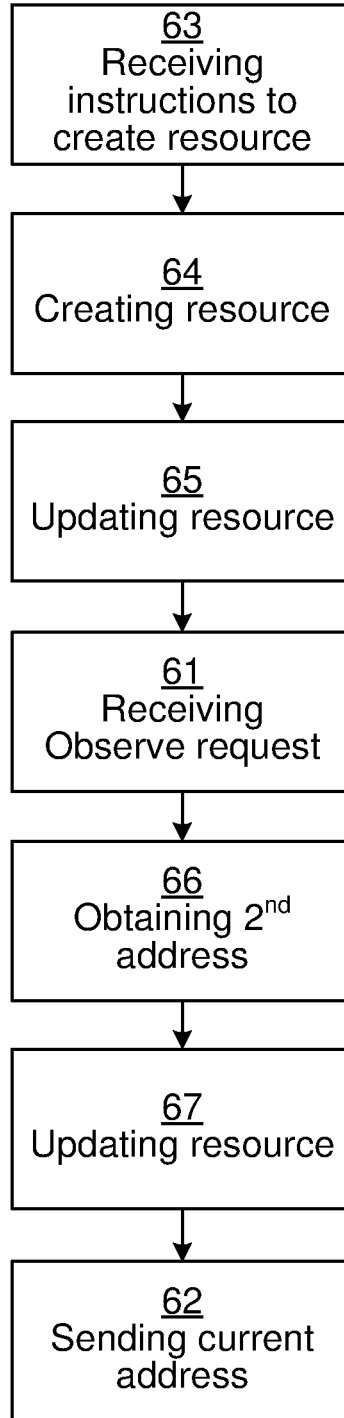 63
Receiving
instructions to
create resource
64
Creating resource
65
Updating resource
61
Receiving
Observe request
66
Obtaining 2nd
address
67
Updating resource
62
Sending current
address